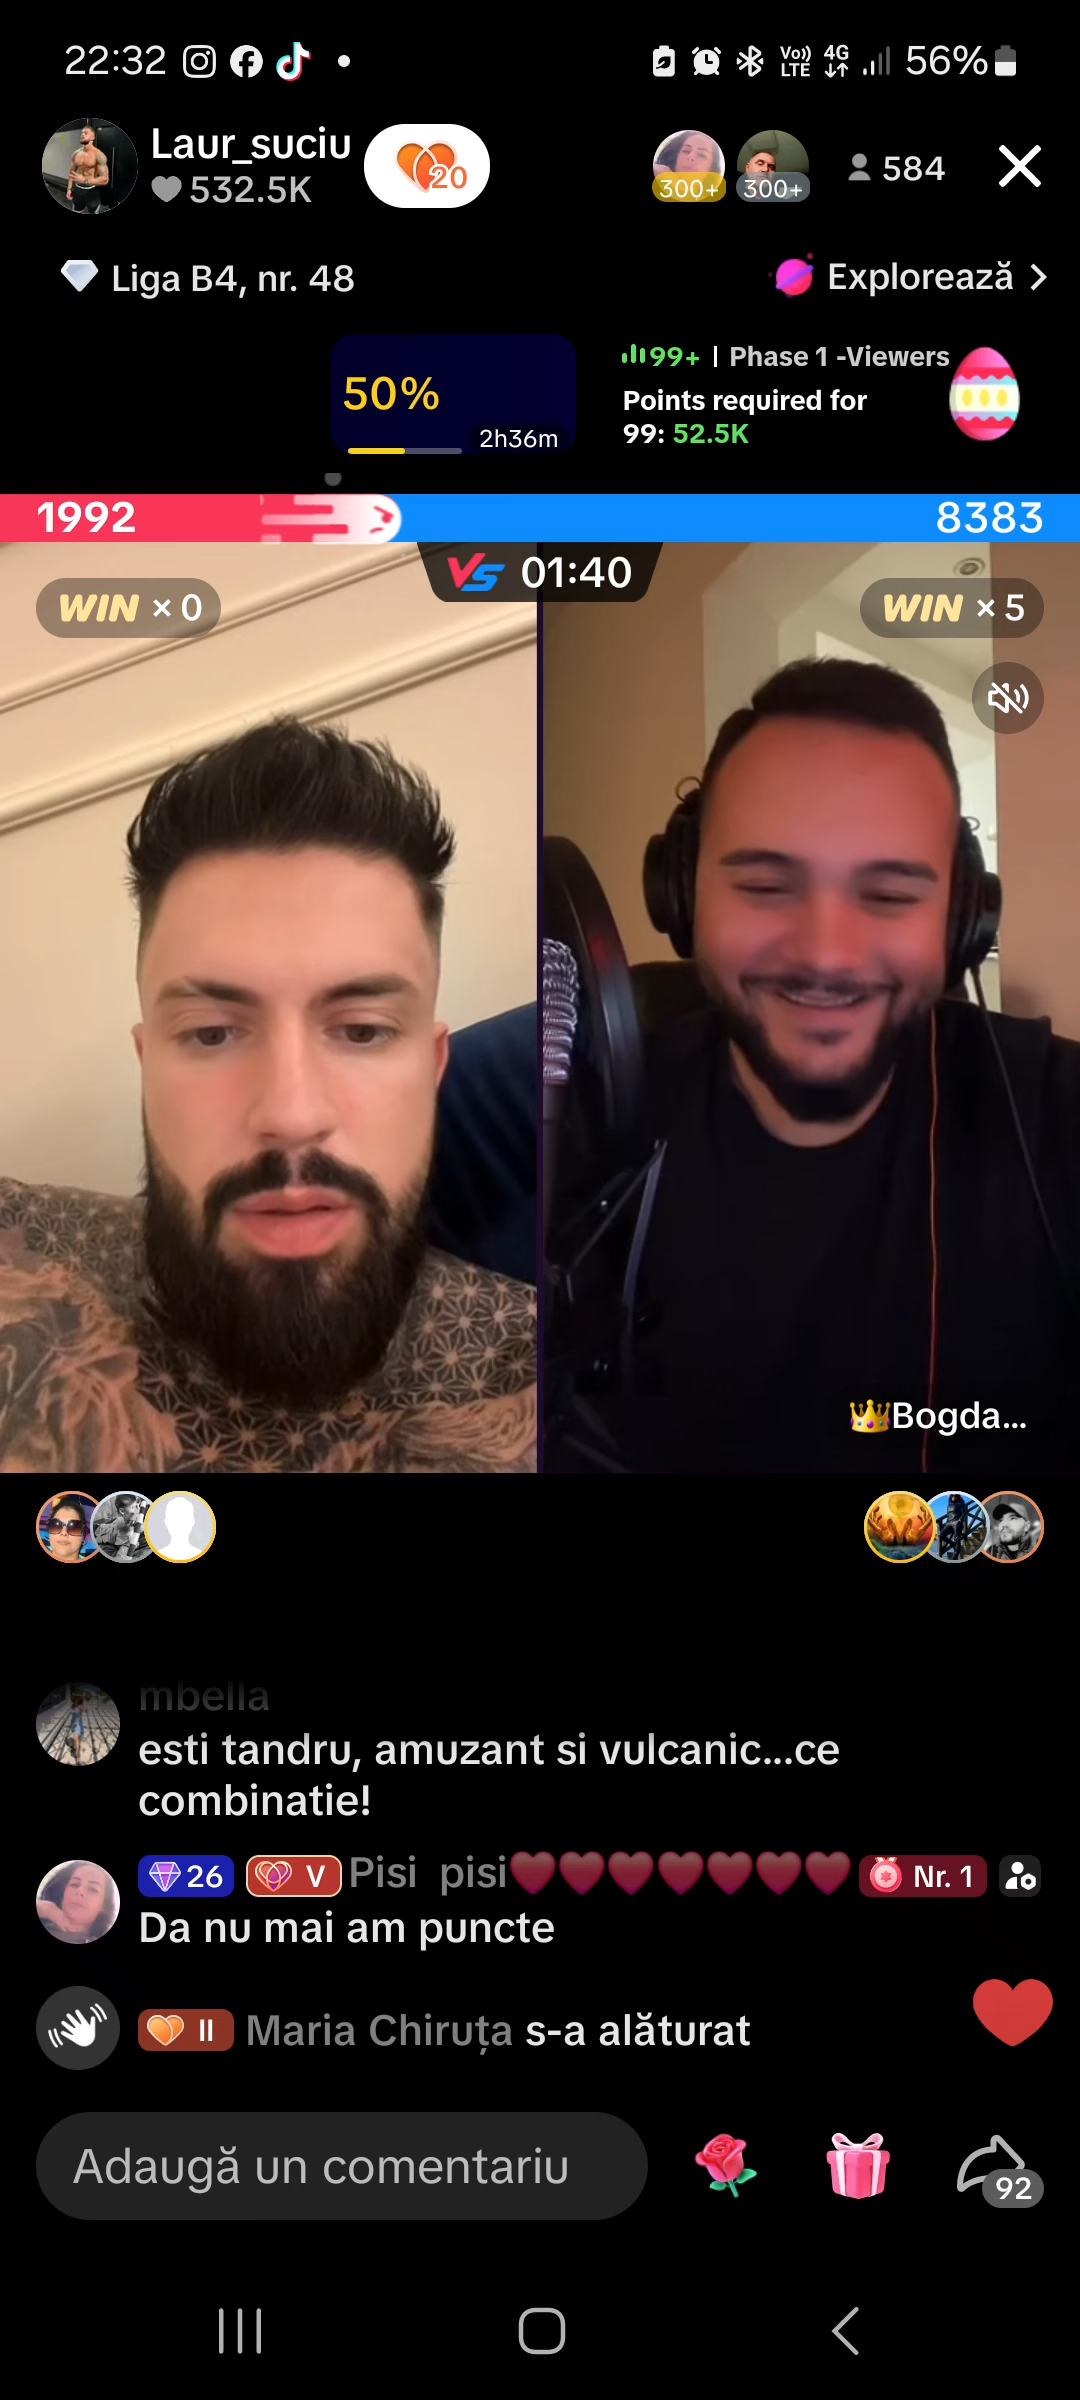 22:32 Vo)) LTE 4G 56%
Laur_suciu
532.5K
20
300+ 300+ 584
Liga B4, nr. 48
Explorează
50%
2h36m
99+ | Phase 1 -Viewers
Points required for
99: 52.5K
1992 8383
VS 01:40
WIN × 0
WIN × 5
Bogda...
mbella
esti tandru, amuzant si vulcanic...ce
combinatie!
26 V Pisi pisi Nr. 1
Da nu mai am puncte
II Maria Chiruța s-a alăturat
Adaugă un comentariu
92